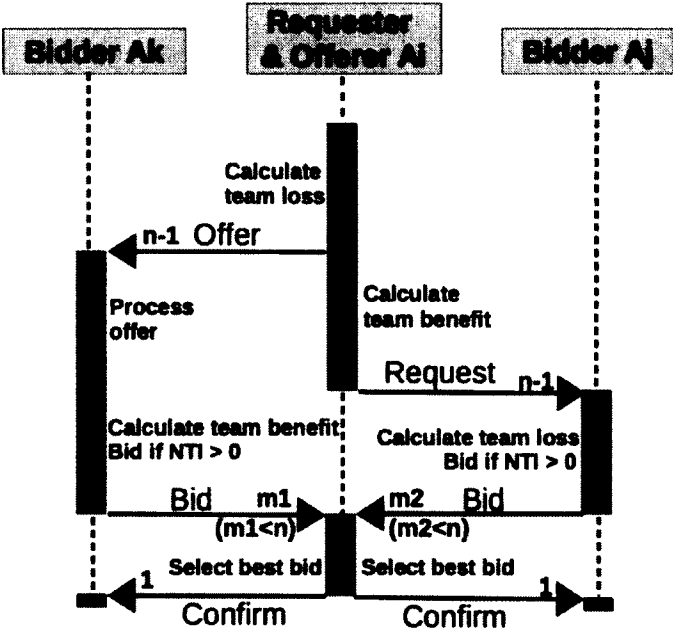 Bidder Ak
Requester
& Offerer Ai
Bidder Aj
Calculate
team loss
n-1 Offer
Process
offer
Calculate
team benefit
Request n-1
Calculate team benefit
Bid if NTI > 0
Calculate team loss
Bid if NTI > 0
Bid m1
(m1<n)
m2 Bid
(m2<n)
Select best bid
Select best bid
1
Confirm
1
Confirm